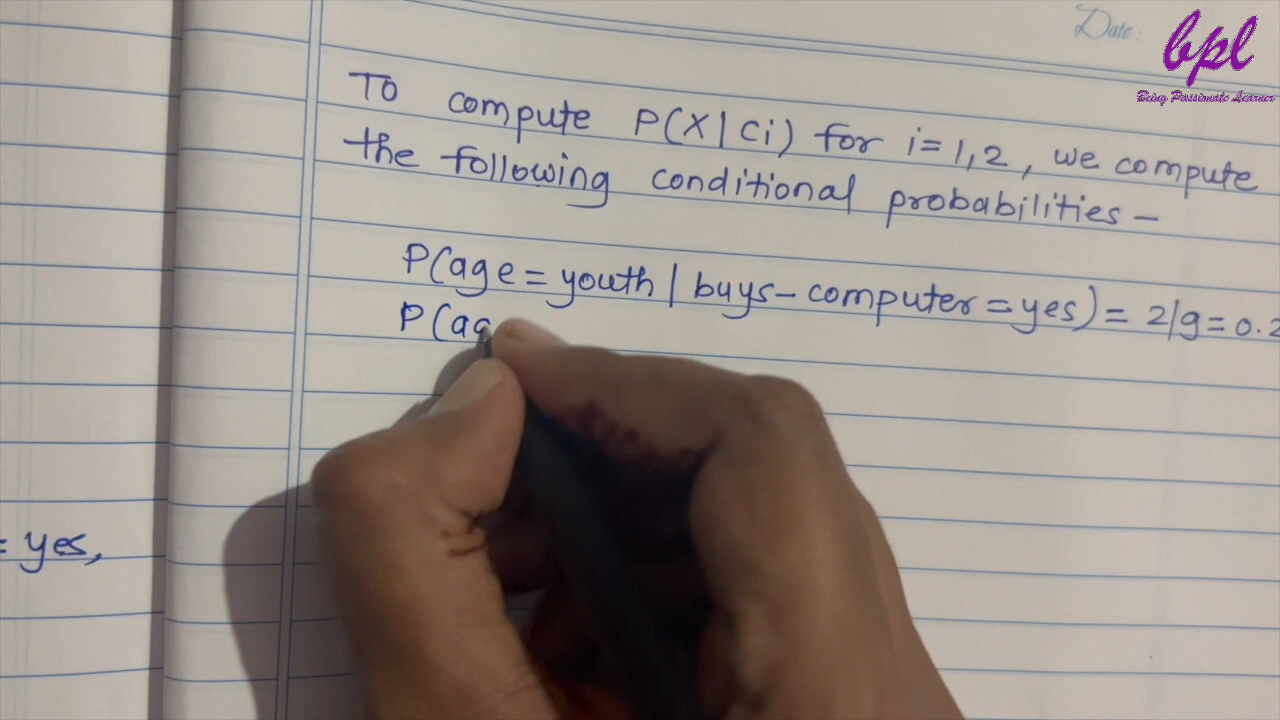 Date:
bpl
Being Passionate Learner
To compute P(X|Ci) for i=1,2, we compute
the following conditional probabilities-
P(age=youth|buys-computer=yes)=2/9=0.2
P(ag
= yes,